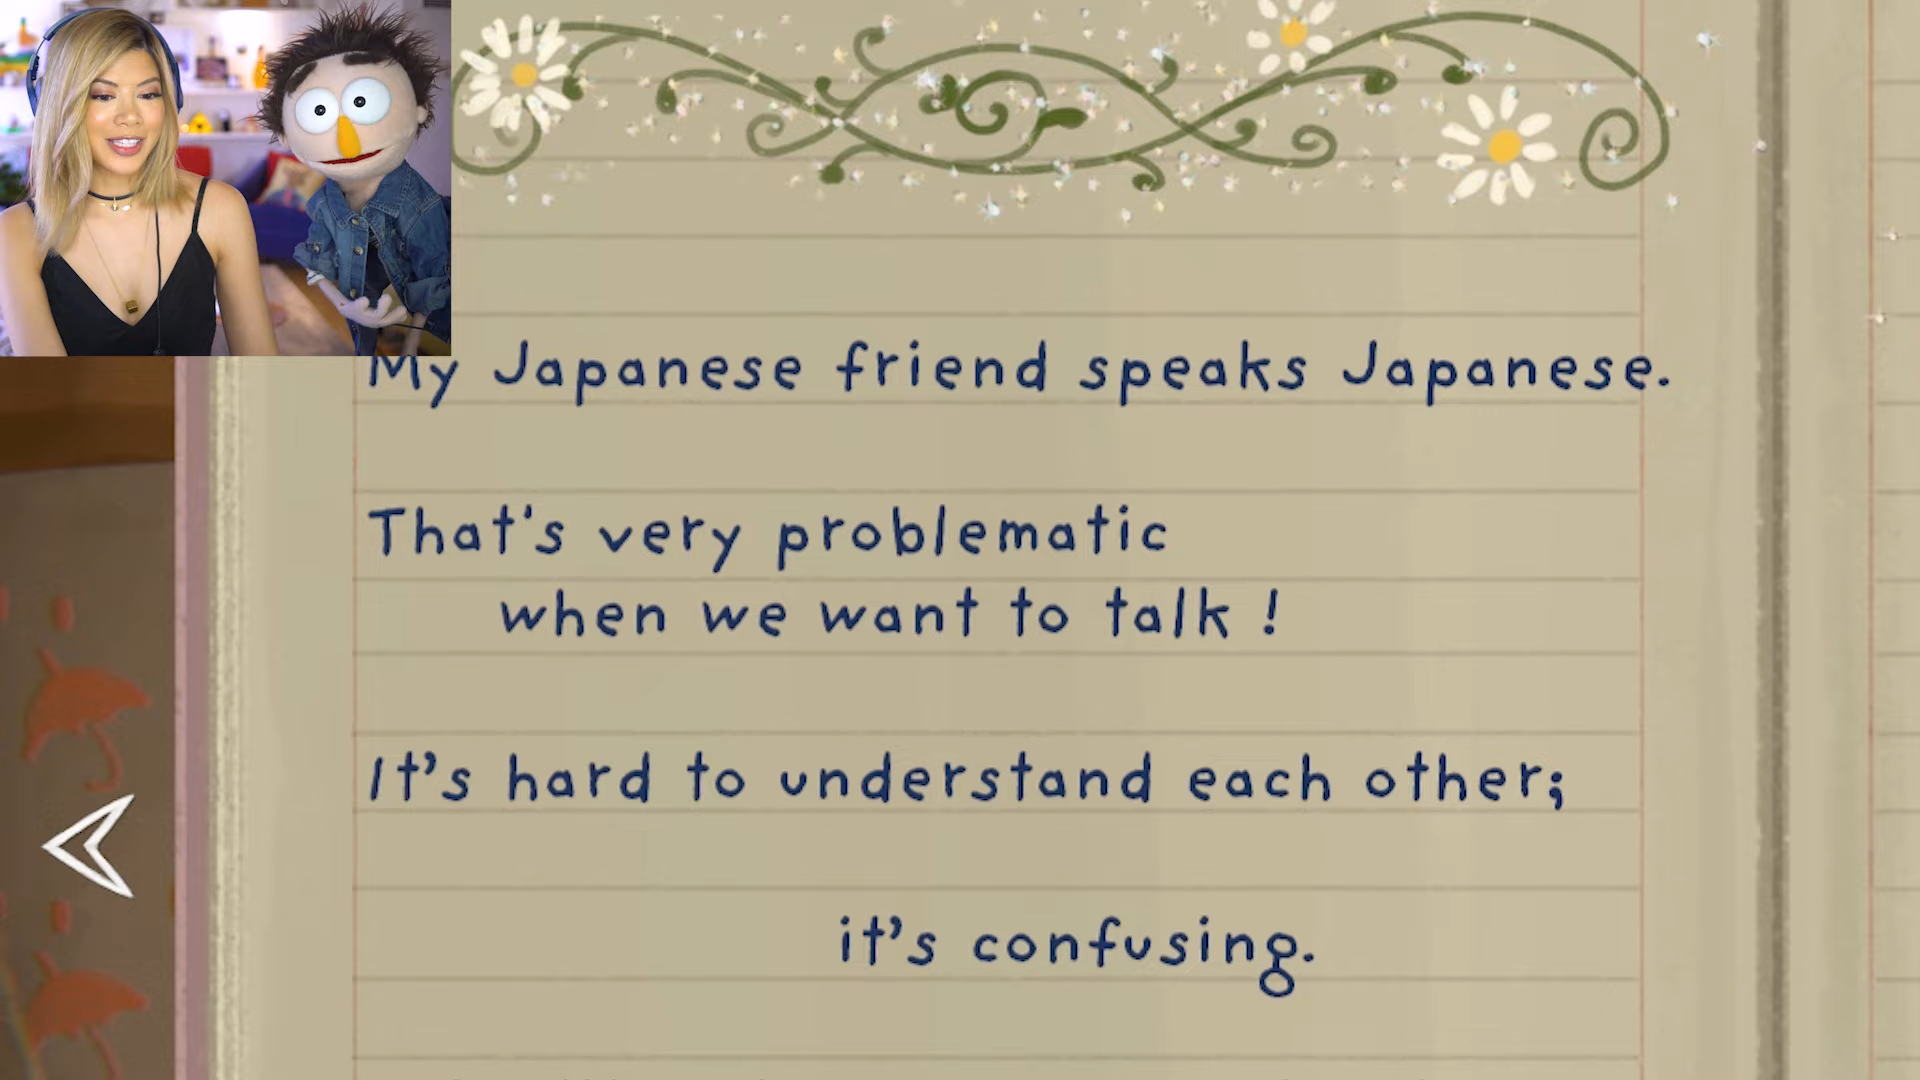 My Japanese friend speaks Japanese.
That's very problematic
when we want to talk !
It's hard to understand each other;
it's confusing.